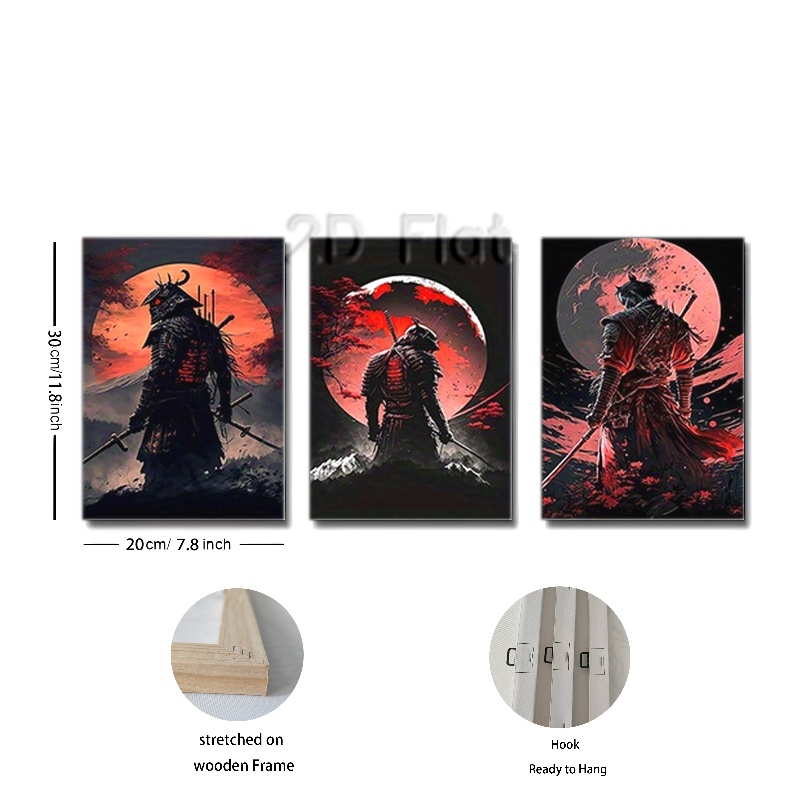 2D Flat
30cm/11.8inch
20cm/ 7.8 inch
stretched on
wooden Frame
Hook
Ready to Hang